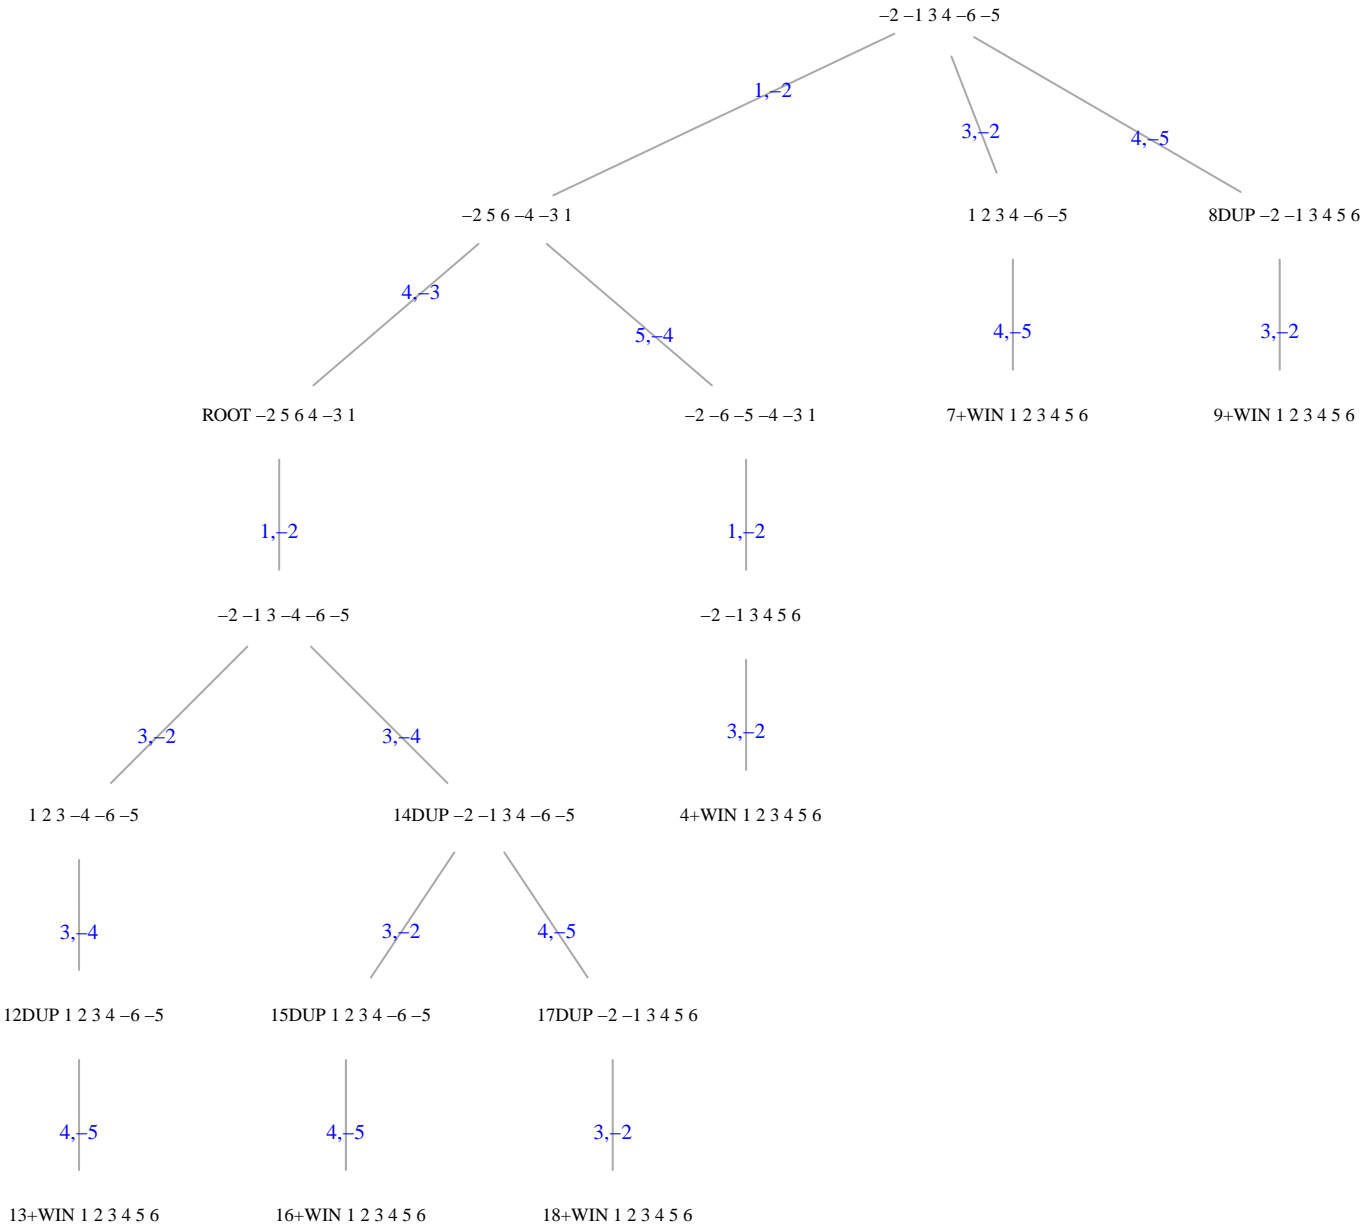 –2 –1 3 4 –6 –5
1,–2
3,–2
4,–5
–2 5 6 –4 –3 1
1 2 3 4 –6 –5
8DUP –2 –1 3 4 5 6
4,–3
5,–4
4,–5
3,–2
ROOT –2 5 6 4 –3 1
–2 –6 –5 –4 –3 1
7+WIN 1 2 3 4 5 6
9+WIN 1 2 3 4 5 6
1,–2
1,–2
–2 –1 3 –4 –6 –5
–2 –1 3 4 5 6
3,–2
3,–4
3,–2
1 2 3 –4 –6 –5
14DUP –2 –1 3 4 –6 –5
4+WIN 1 2 3 4 5 6
3,–4
3,–2
4,–5
12DUP 1 2 3 4 –6 –5
15DUP 1 2 3 4 –6 –5
17DUP –2 –1 3 4 5 6
4,–5
4,–5
3,–2
13+WIN 1 2 3 4 5 6
16+WIN 1 2 3 4 5 6
18+WIN 1 2 3 4 5 6